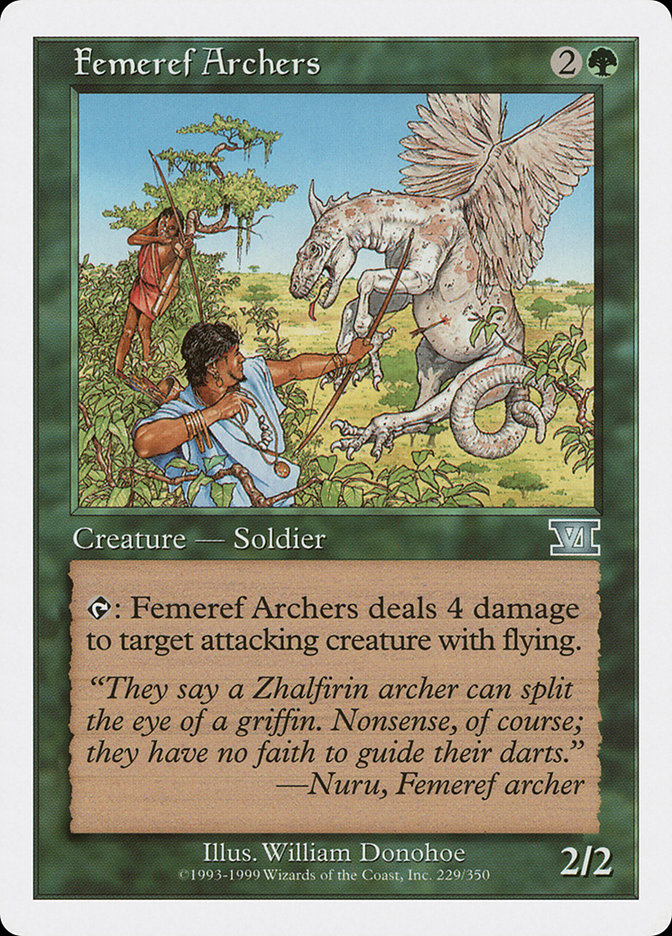 Femeref Archers
2
Creature — Soldier
VI
: Femeref Archers deals 4 damage
to target attacking creature with flying.
“They say a Zhalfirin archer can split
the eye of a griffin. Nonsense, of course;
they have no faith to guide their darts.”
—Nuru, Femeref archer
Illus. William Donohoe
©1993-1999 Wizards of the Coast, Inc. 229/350
2/2